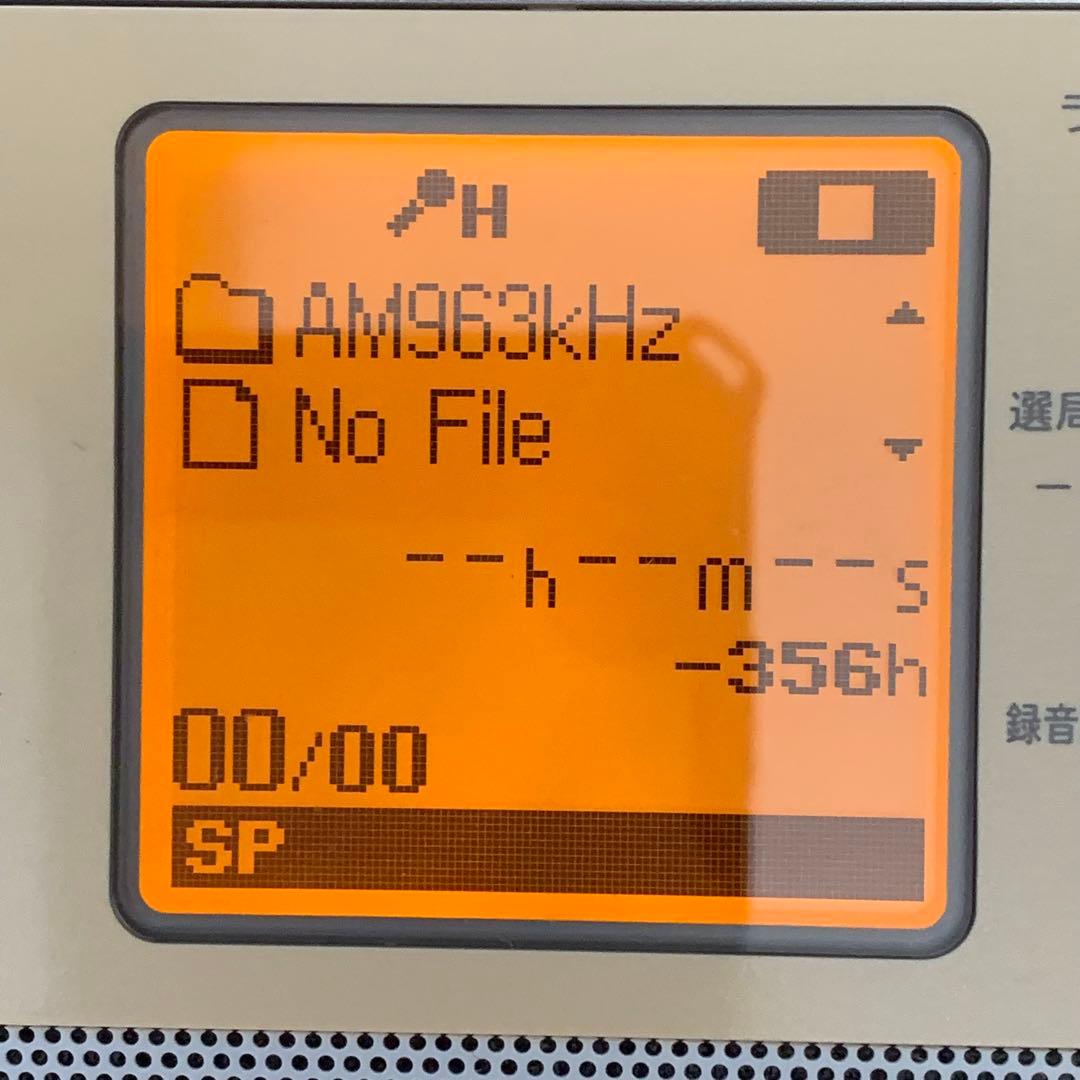 H
AM963kHz
No File
--h--m--s
-356h
00/00
SP
選局
－
録音